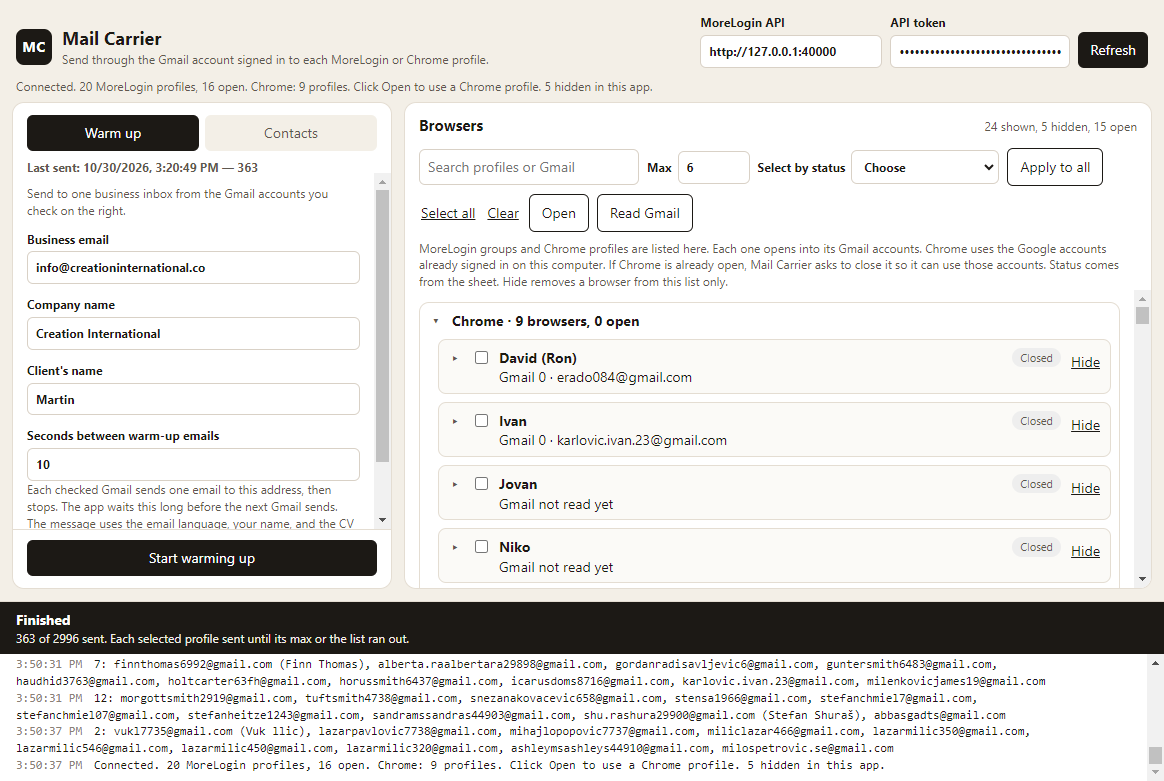 MC
Mail Carrier
Send through the Gmail account signed in to each MoreLogin or Chrome profile.
MoreLogin API
http://127.0.0.1:40000
API token
••••••••••••••••••••••••••••••••
Refresh
Connected. 20 MoreLogin profiles, 16 open. Chrome: 9 profiles. Click Open to use a Chrome profile. 5 hidden in this app.
Warm up
Contacts
Last sent: 10/30/2026, 3:20:49 PM — 363
Send to one business inbox from the Gmail accounts you
check on the right.
Business email
info@creationinternational.co
Company name
Creation International
Client's name
Martin
Seconds between warm-up emails
10
Each checked Gmail sends one email to this address, then
stops. The app waits this long before the next Gmail sends.
The message uses the email language, your name, and the CV
Start warming up
Browsers
24 shown, 5 hidden, 15 open
Search profiles or Gmail
Max
6
Select by status
Choose
Apply to all
Select all
Clear
Open
Read Gmail
MoreLogin groups and Chrome profiles are listed here. Each one opens into its Gmail accounts. Chrome uses the Google accounts
already signed in on this computer. If Chrome is already open, Mail Carrier asks to close it so it can use those accounts. Status comes
from the sheet. Hide removes a browser from this list only.
Chrome · 9 browsers, 0 open
David (Ron)
Closed
Hide
Gmail 0 · erado084@gmail.com
Ivan
Closed
Hide
Gmail 0 · karlovic.ivan.23@gmail.com
Jovan
Closed
Hide
Gmail not read yet
Niko
Closed
Hide
Gmail not read yet
Finished
363 of 2996 sent. Each selected profile sent until its max or the list ran out.
3:50:31 PM 7: finnthomas6992@gmail.com (Finn Thomas), alberta.raalbertara29898@gmail.com, gordanradisavljevic6@gmail.com, guntersmith6483@gmail.com,
haudhid3763@gmail.com, holtcarter63fh@gmail.com, horussmith6437@gmail.com, icarusdoms8716@gmail.com, karlovic.ivan.23@gmail.com, milenkovicjames19@gmail.com
3:50:31 PM 12: morgottsmith2919@gmail.com, tuftsmith4738@gmail.com, snezanakovacevic658@gmail.com, stensa1966@gmail.com, stefanchmiel7@gmail.com,
stefanchmiel07@gmail.com, stefanheitze1243@gmail.com, sandramssandras44903@gmail.com, shu.rashura29900@gmail.com (Stefan Shuraš), abbasgadts@gmail.com
3:50:37 PM 2: vukl7735@gmail.com (Vuk llic), lazarpavlovic7738@gmail.com, mihajlopopovic7737@gmail.com, miliclazar466@gmail.com, lazarmilic350@gmail.com,
lazarmilic546@gmail.com, lazarmilic450@gmail.com, lazarmilic320@gmail.com, ashleymsashleys44910@gmail.com, milospetrovic.se@gmail.com
3:50:37 PM Connected. 20 MoreLogin profiles, 16 open. Chrome: 9 profiles. Click Open to use a Chrome profile. 5 hidden in this app.